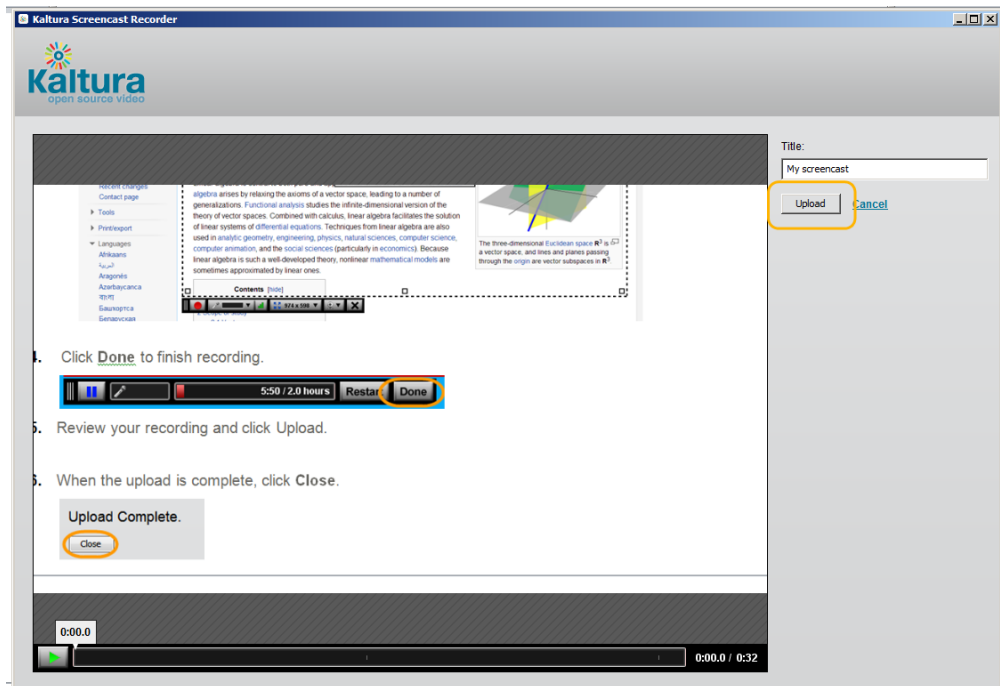 Kaltura Screencast Recorder
Kaltura
open source video
Title:
My screencast
Upload Cancel
Recent changes
Contact page
Tools
Print/export
Languages
Afrikaans
العربية
Aragonés
Azərbaycanca
বাংলা
Башҡортса
Беларуская
algebra arises by relaxing the axioms of a vector space, leading to a number of
generalizations. Functional analysis studies the infinite-dimensional version of the
theory of vector spaces. Combined with calculus, linear algebra facilitates the solution
of linear systems of differential equations. Techniques from linear algebra are also
used in analytic geometry, engineering, physics, natural sciences, computer science,
computer animation, and the social sciences (particularly in economics). Because
linear algebra is such a well-developed theory, nonlinear mathematical models are
sometimes approximated by linear ones.
The three-dimensional Euclidean space R³ is
a vector space, and lines and planes passing
through the origin are vector subspaces in R³.
Contents [hide]
4. Click Done to finish recording.
5:50 / 2.0 hours Restart Done
5. Review your recording and click Upload.
6. When the upload is complete, click Close.
Upload Complete.
Close
0:00.0
0:00.0 / 0:32